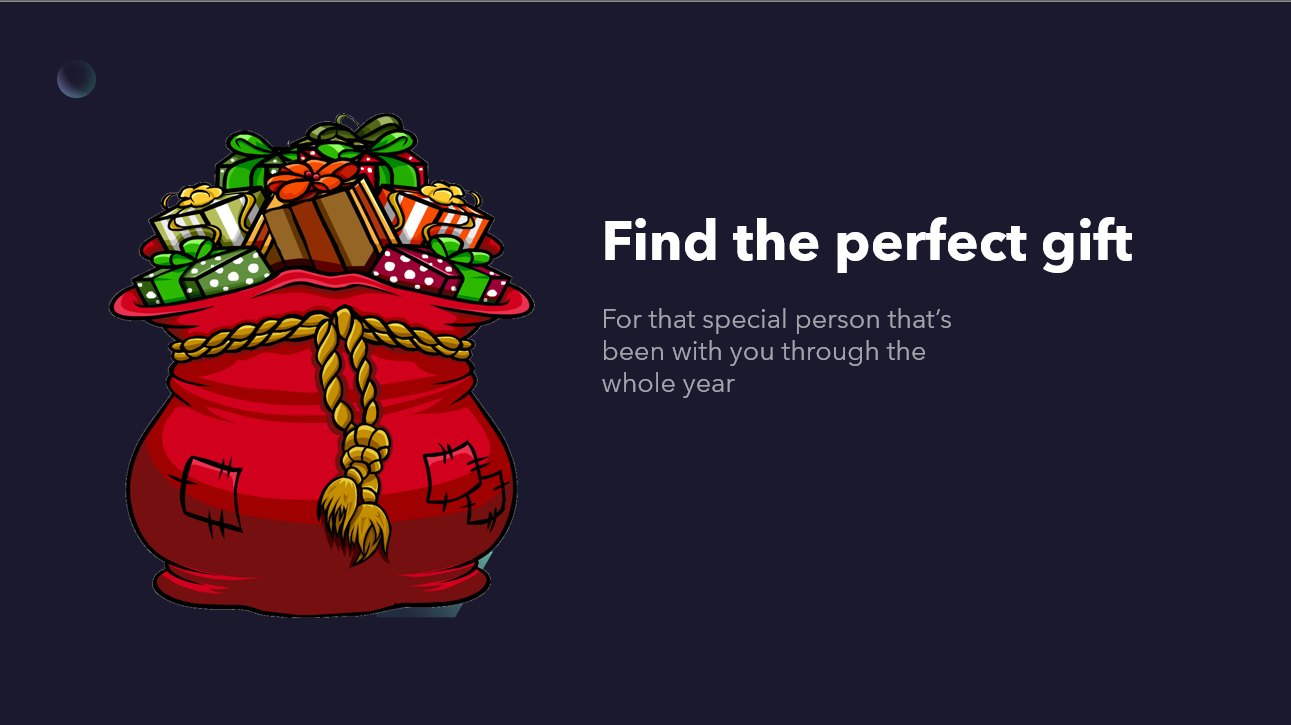 Find the perfect gift
For that special person that’s
been with you through the
whole year